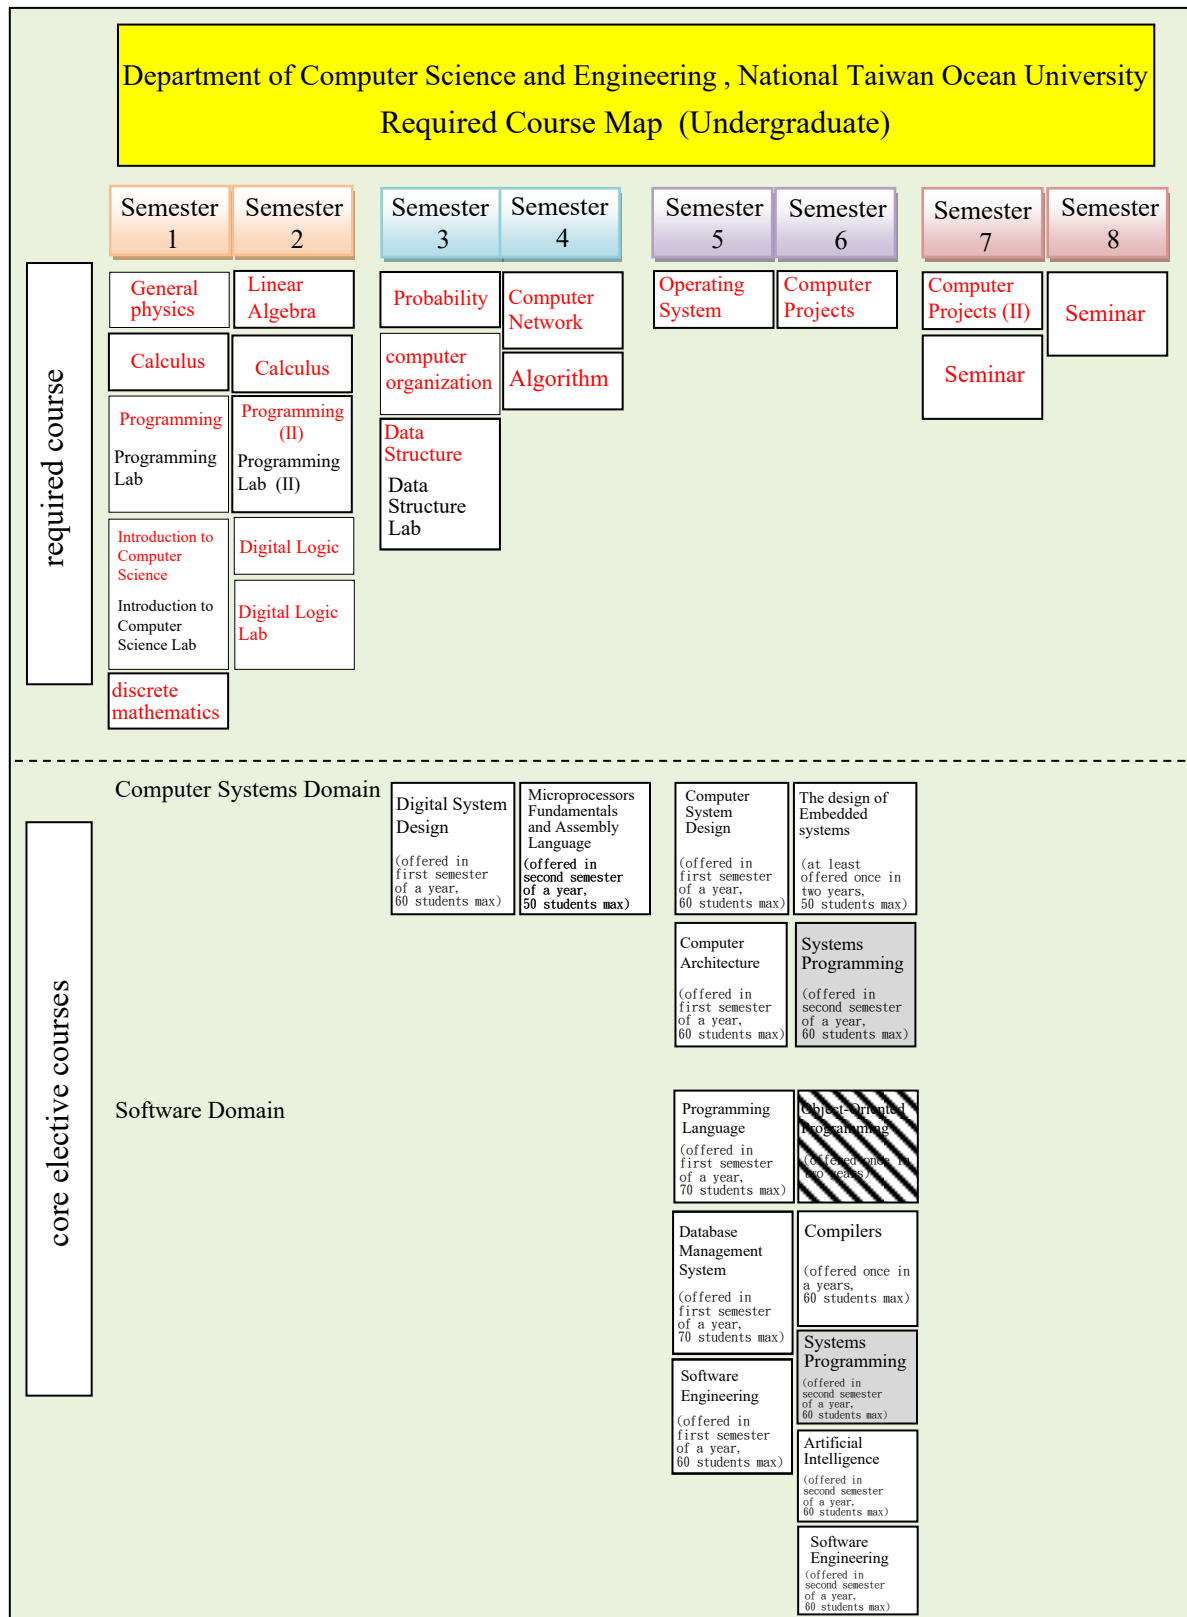 Department of Computer Science and Engineering , National Taiwan Ocean University
Required Course Map (Undergraduate)
Semester
1
Semester
2
Semester
3
Semester
4
Semester
5
Semester
6
Semester
7
Semester
8
required course
General
physics
Calculus
Programming
Programming
Lab
Introduction to
Computer
Science
Introduction to
Computer
Science Lab
discrete
mathematics
Linear
Algebra
Calculus
Programming
(II)
Programming
Lab (II)
Digital Logic
Digital Logic
Lab
Probability
computer
organization
Data
Structure
Data
Structure
Lab
Computer
Network
Algorithm
Operating
System
Computer
Projects
Computer
Projects (II)
Seminar
Seminar
core elective courses
Computer Systems Domain
Digital System
Design
(offered in
first semester
of a year,
60 students max)
Microprocessors
Fundamentals
and Assembly
Language
(offered in
second semester
of a year,
50 students max)
Computer
System
Design
(offered in
first semester
of a year,
60 students max)
The design of
Embedded
systems
(at least
offered once in
two years,
50 students max)
Computer
Architecture
(offered in
first semester
of a year,
60 students max)
Systems
Programming
(offered in
second semester
of a year,
60 students max)
Software Domain
Programming
Language
(offered in
first semester
of a year,
70 students max)
Object-Oriented
Programming
(offered once in
two years)
Database
Management
System
(offered in
first semester
of a year,
70 students max)
Compilers
(offered once in
a years,
60 students max)
Systems
Programming
(offered in
second semester
of a year,
60 students max)
Software
Engineering
(offered in
first semester
of a year,
60 students max)
Artificial
Intelligence
(offered in
second semester
of a year,
60 students max)
Software
Engineering
(offered in
second semester
of a year,
60 students max)